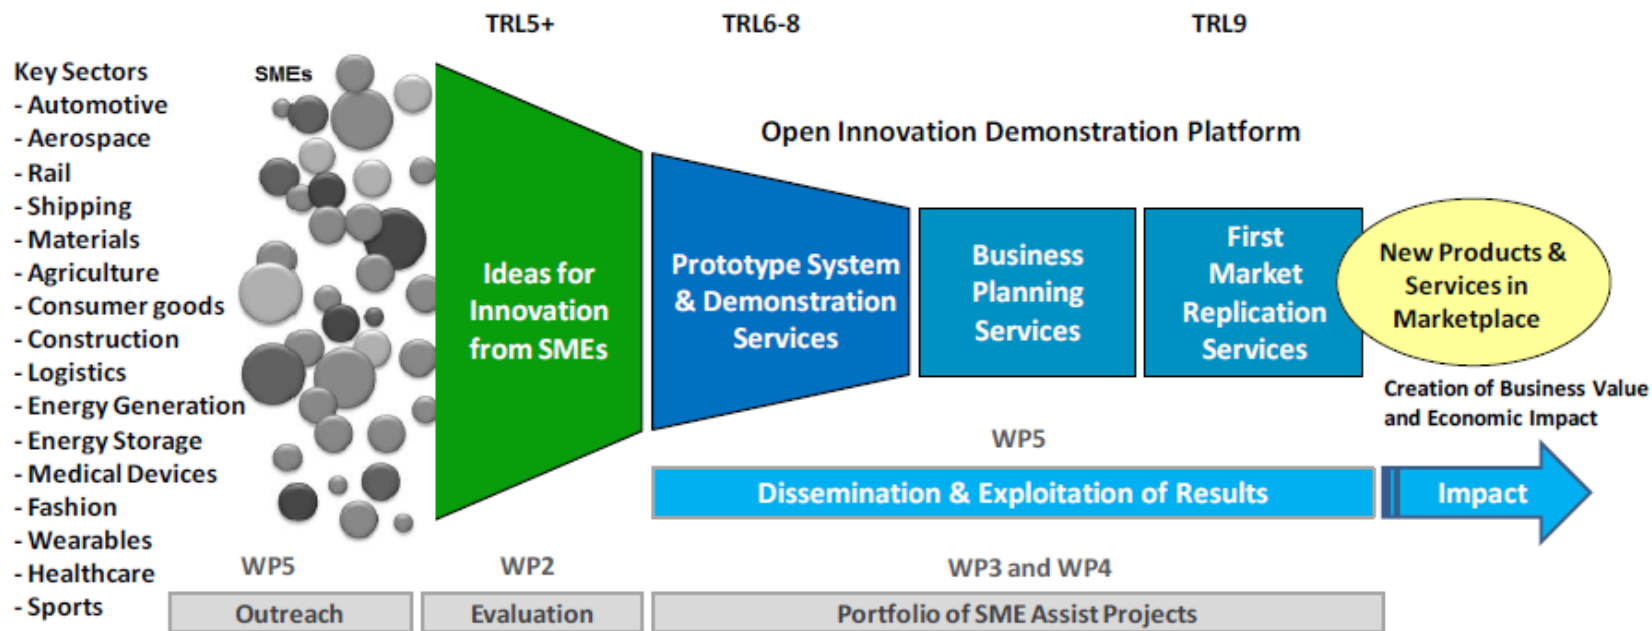 TRL5+
TRL6-8
TRL9
Key Sectors
- Automotive
- Aerospace
- Rail
- Shipping
- Materials
- Agriculture
- Consumer goods
- Construction
- Logistics
- Energy Generation
- Energy Storage
- Medical Devices
- Fashion
- Wearables
- Healthcare
- Sports
SMEs
Ideas for
Innovation
from SMEs
Open Innovation Demonstration Platform
Prototype System
& Demonstration
Services
Business
Planning
Services
First
Market
Replication
Services
New Products &
Services in
Marketplace
Creation of Business Value
and Economic Impact
WP5
Dissemination & Exploitation of Results
Impact
WP5
WP2
WP3 and WP4
Outreach
Evaluation
Portfolio of SME Assist Projects